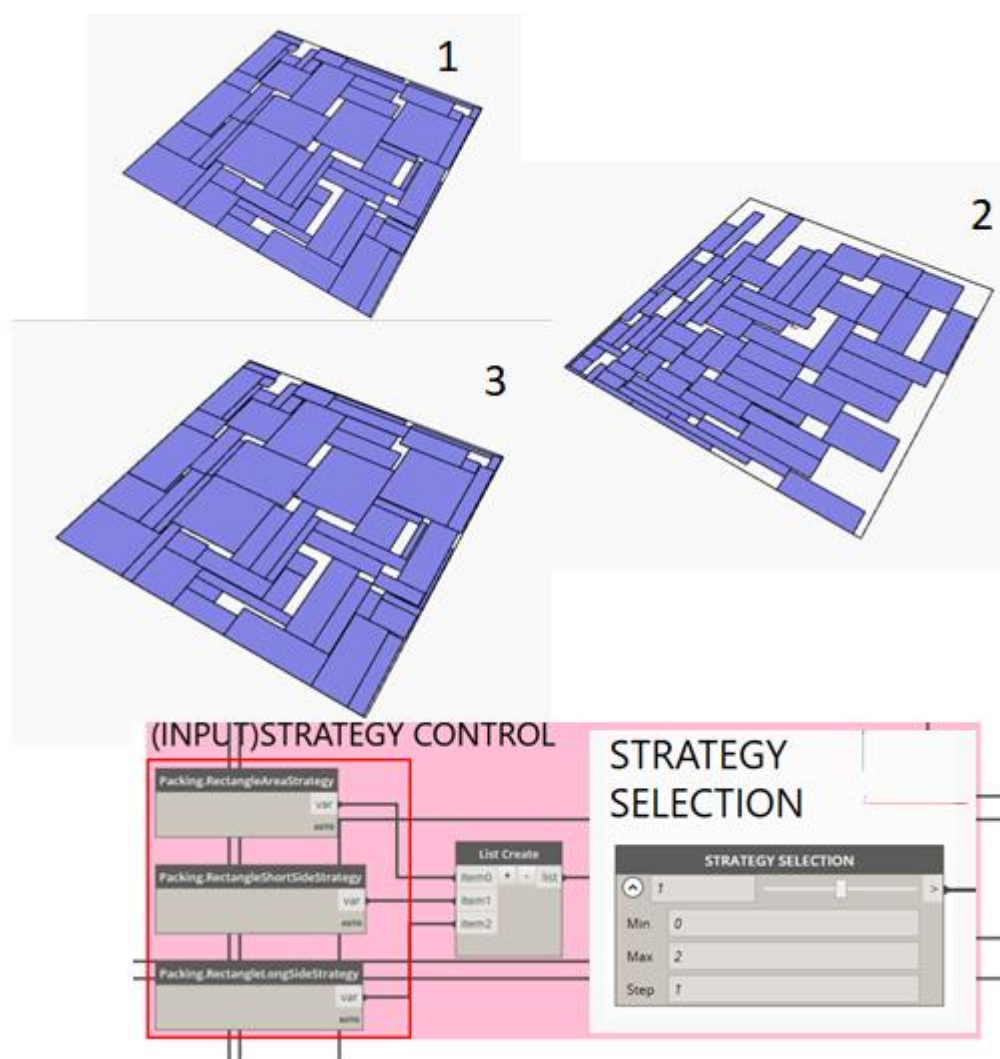 1
2
3
(INPUT)STRATEGY CONTROL
Packing.RectangleAreaStrategy
var
AUTO
Packing.RectangleShortSideStrategy
var
AUTO
Packing.RectangleLongSideStrategy
var
AUTO
List Create
item0 + - list
item1
item2
STRATEGY
SELECTION
STRATEGY SELECTION
1 >
Min 0
Max 2
Step 1